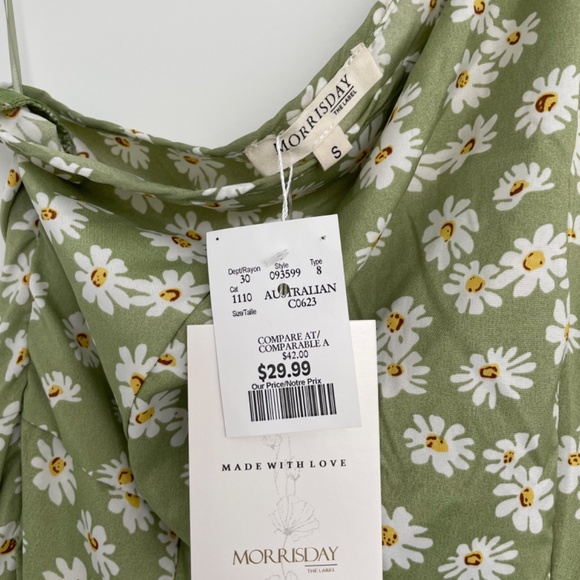 MORRISDAY
THE LABEL
S
Dept/Rayon Style Type
30 093599 8
Cat
1110 AUSTRALIAN
Size/Taille C0623
COMPARE AT/
COMPARABLE A
$42.00
$29.99
Our Price/Notre Prix
MADE WITH LOVE
MORRISDAY
THE LABEL